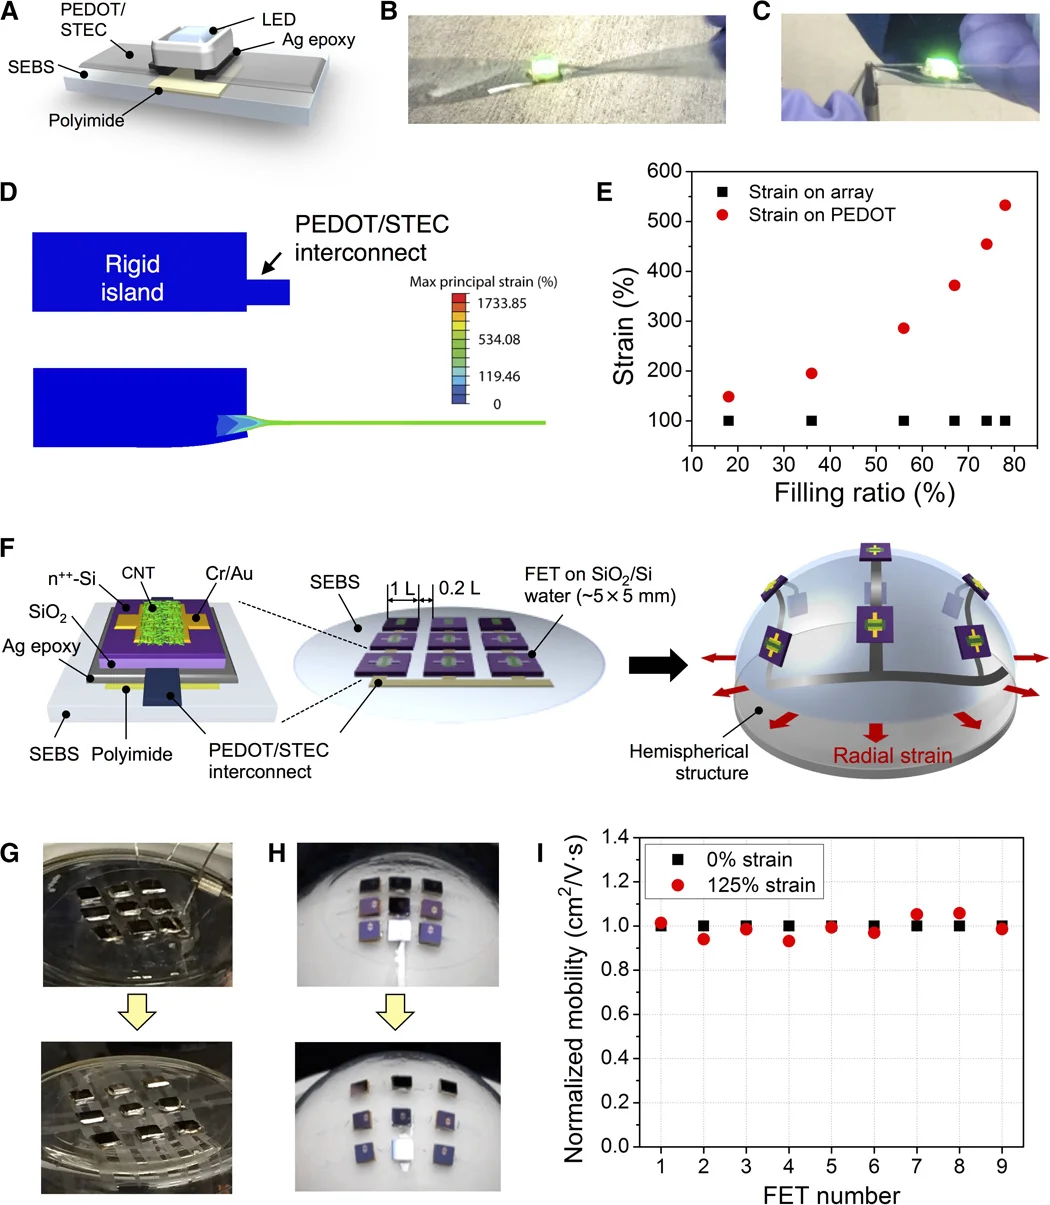 A
PEDOT/
STEC
LED
Ag epoxy
SEBS
Polyimide
B
C
D
PEDOT/STEC
interconnect
Rigid
island
Max principal strain (%)
1733.85
534.08
119.46
0
E
600
500
400
300
200
100
Strain (%)
Strain on array
Strain on PEDOT
10 20 30 40 50 60 70 80
Filling ratio (%)
F
n++-Si
CNT
Cr/Au
SiO2
Ag epoxy
SEBS
Polyimide
PEDOT/STEC
interconnect
SEBS
1 L
0.2 L
FET on SiO2/Si
water (~5×5 mm)
Hemispherical
structure
Radial strain
G
H
I
1.4
1.2
1.0
0.8
0.6
0.4
0.2
0.0
Normalized mobility (cm2/V·s)
0% strain
125% strain
1 2 3 4 5 6 7 8 9
FET number